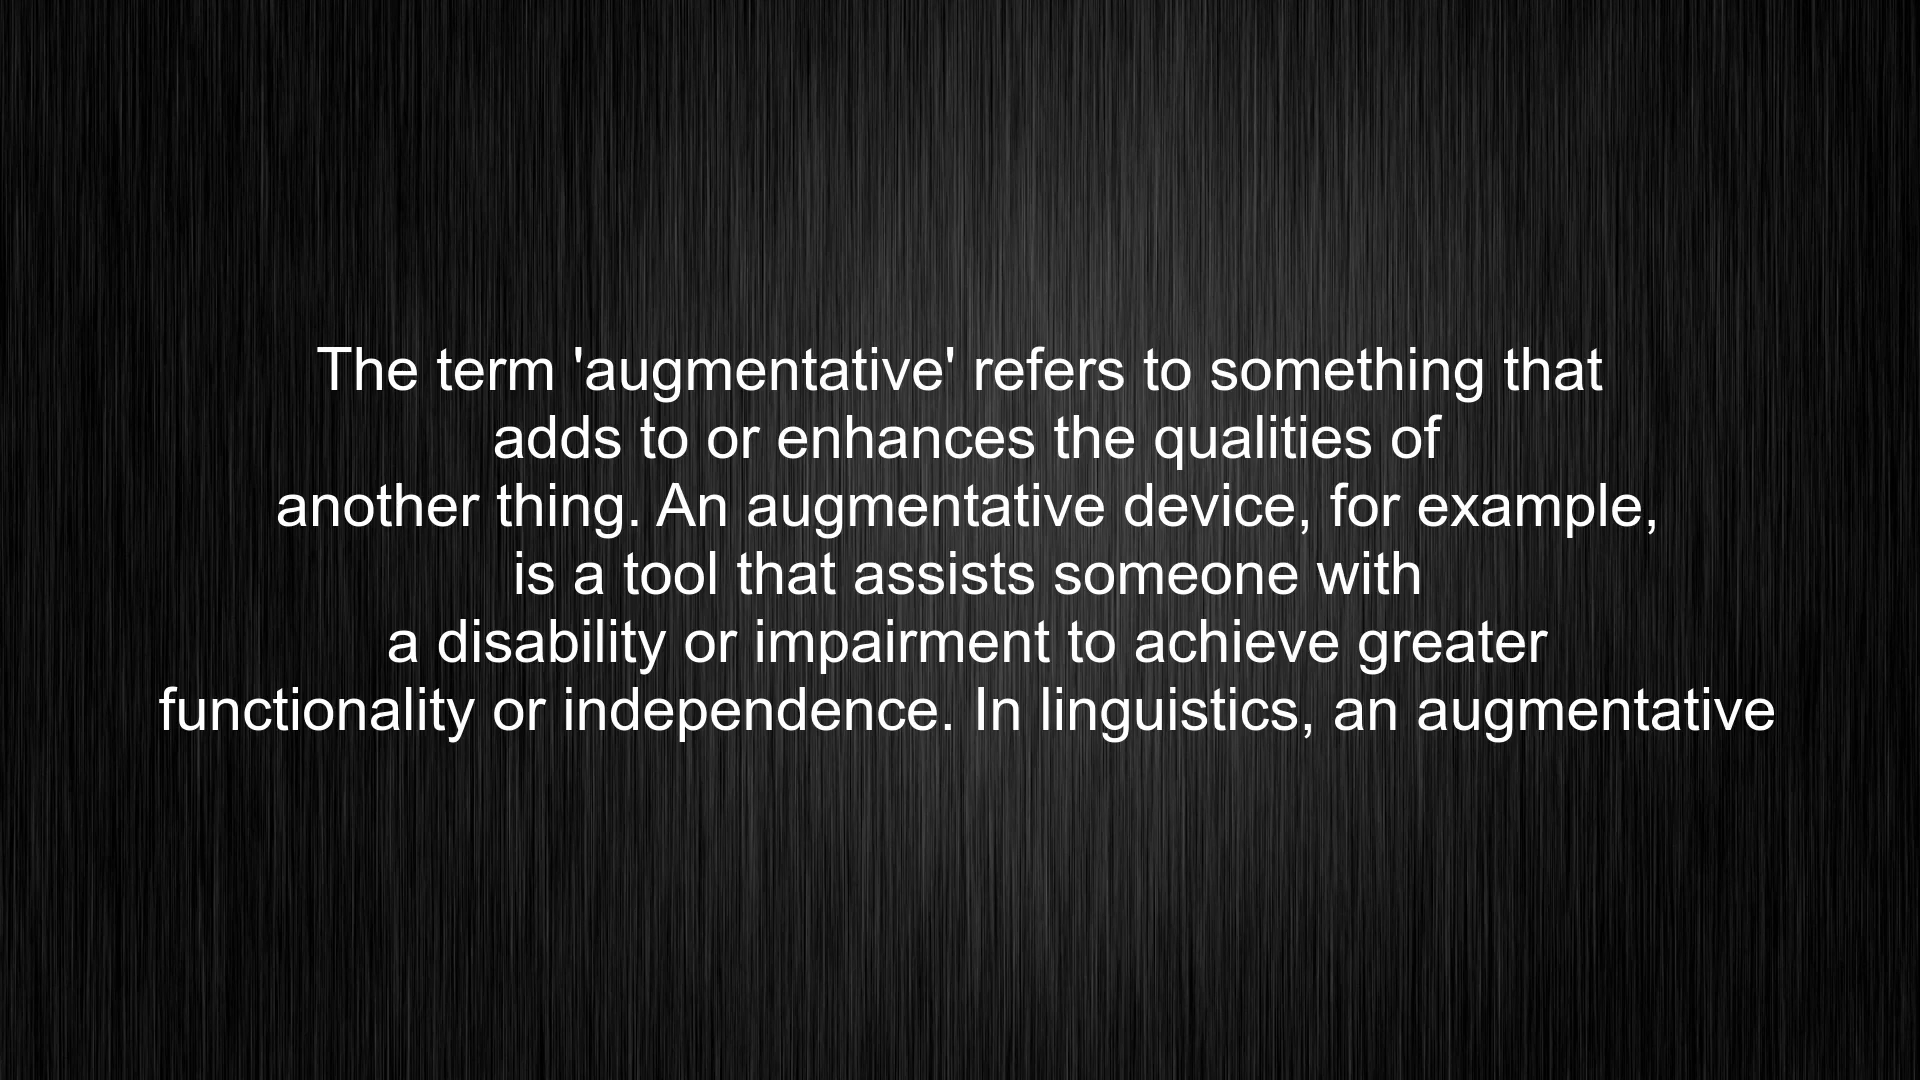 The term 'augmentative' refers to something that
adds to or enhances the qualities of
another thing. An augmentative device, for example,
is a tool that assists someone with
a disability or impairment to achieve greater
functionality or independence. In linguistics, an augmentative